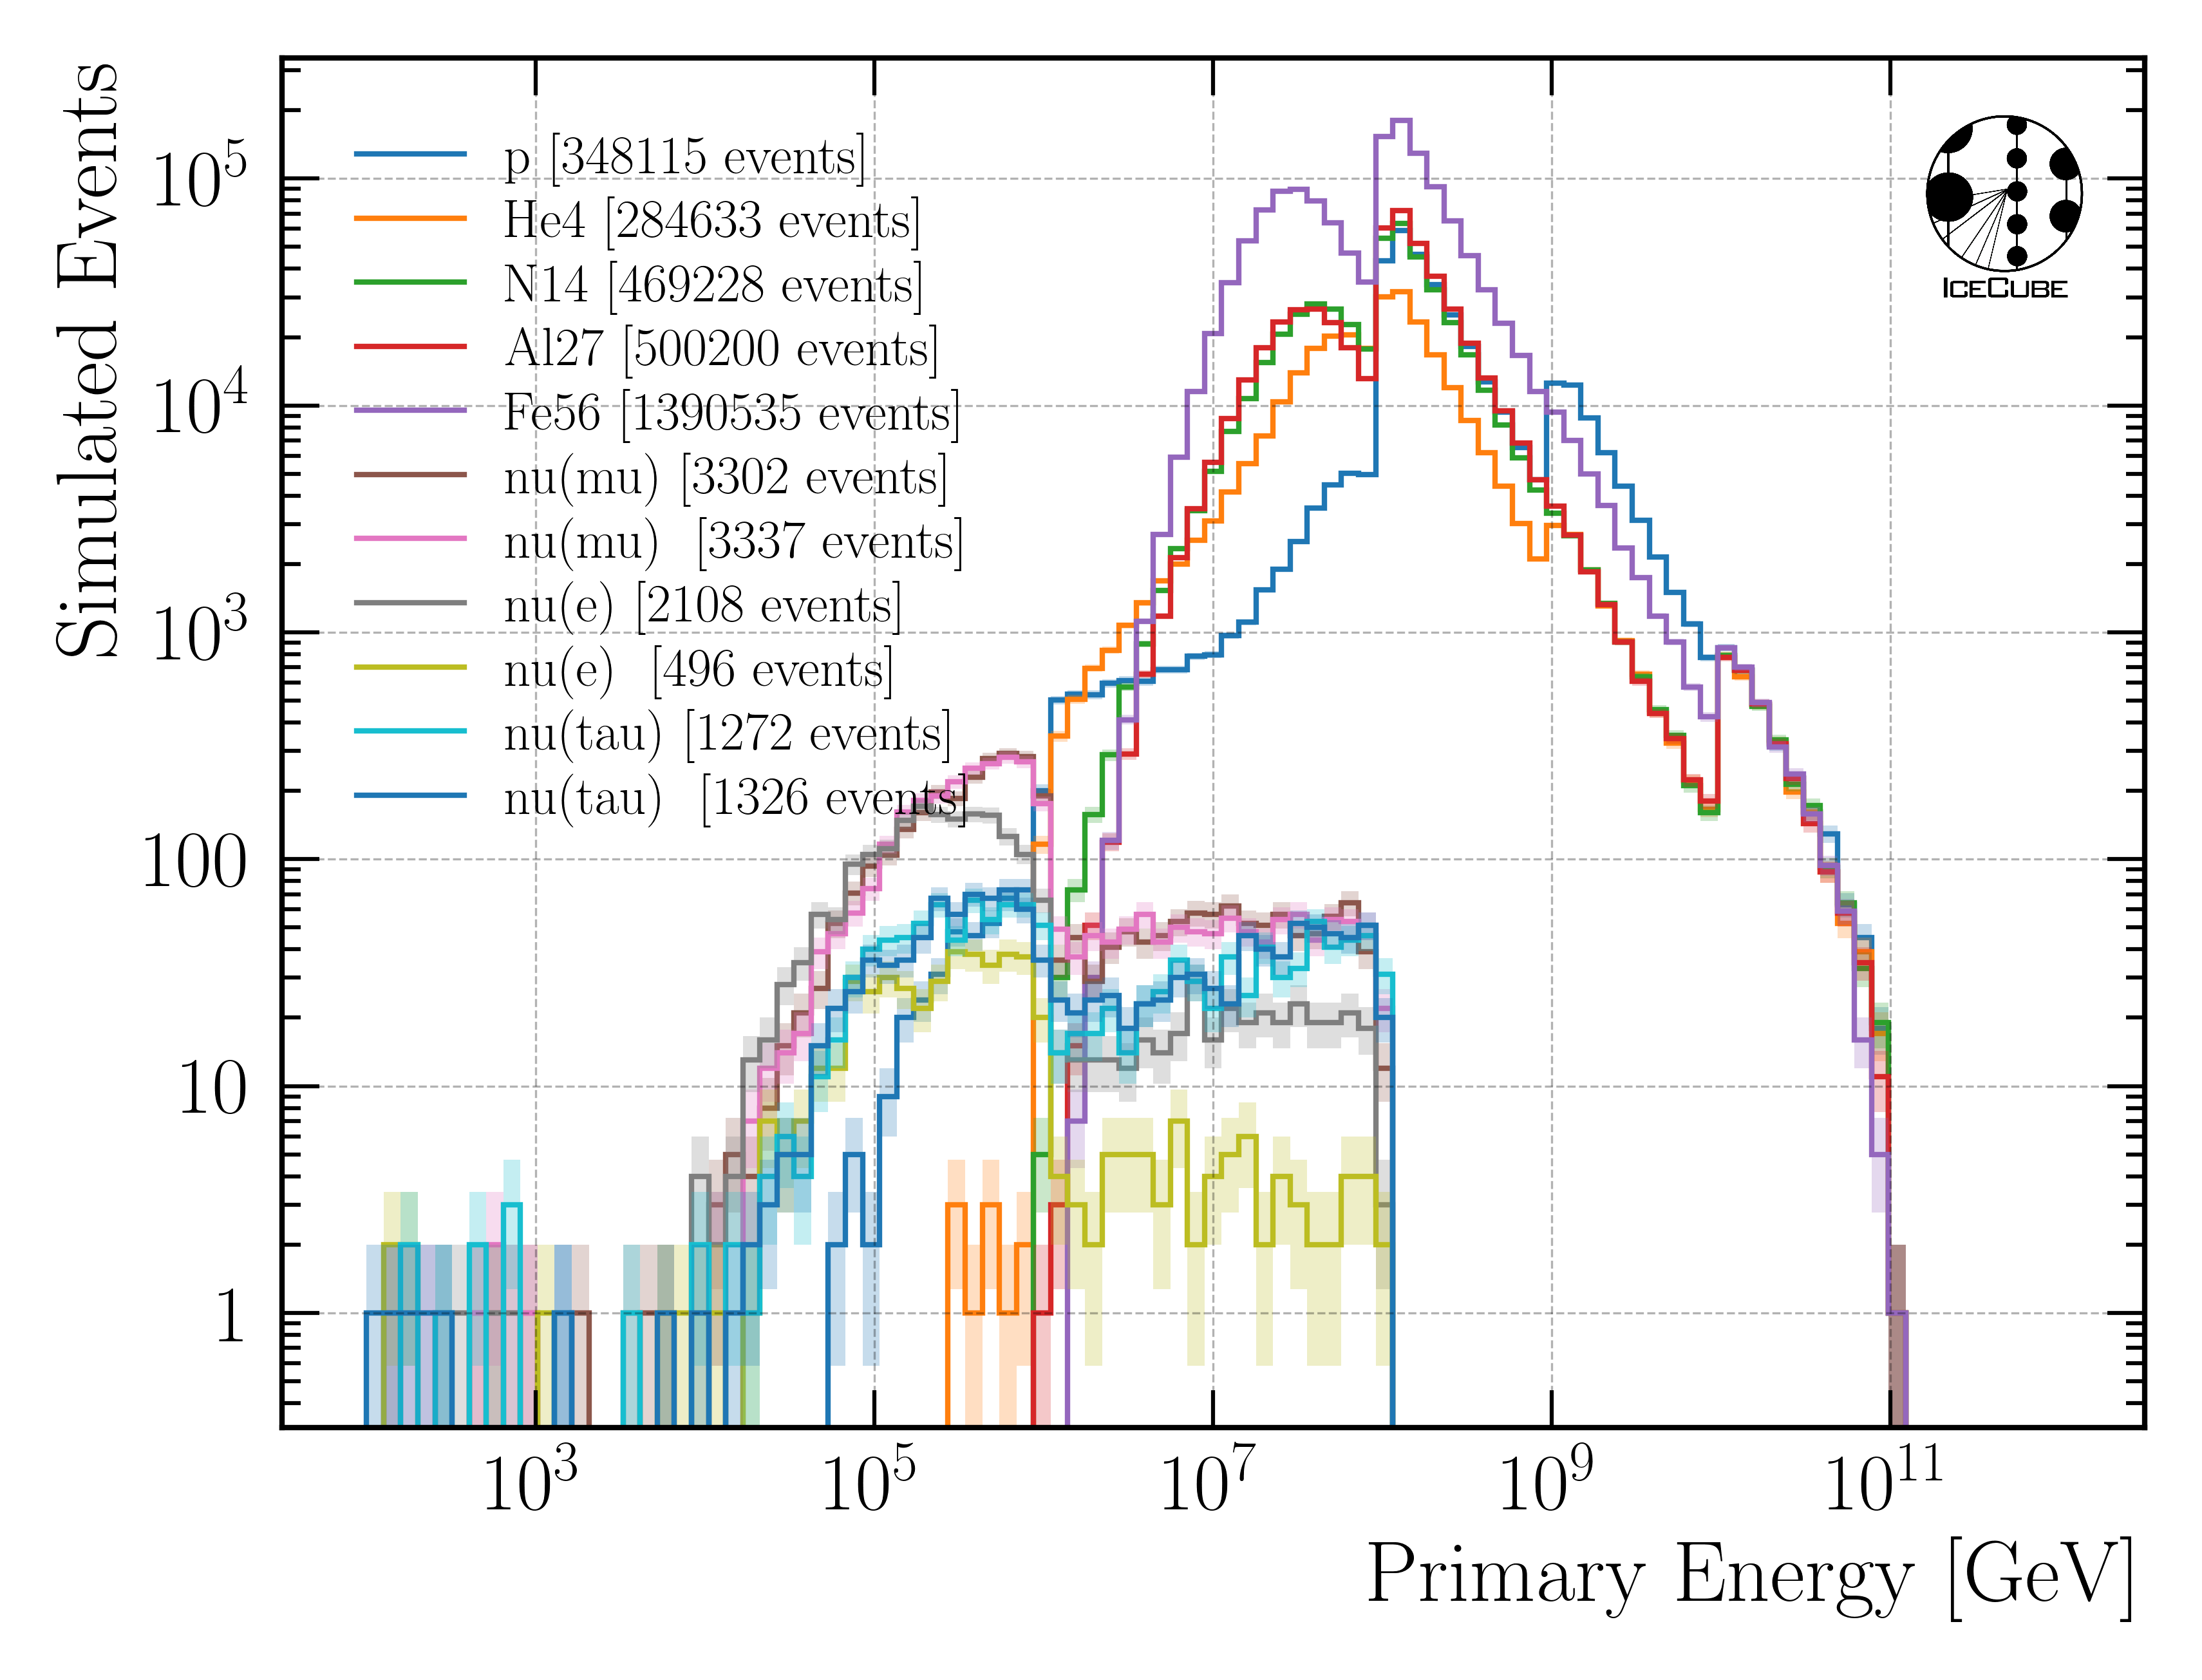 Simulated Events
10^5
10^4
10^3
100
10
1
p [348115 events]
He4 [284633 events]
N14 [469228 events]
Al27 [500200 events]
Fe56 [1390535 events]
nu(mu) [3302 events]
nu(mu) [3337 events]
nu(e) [2108 events]
nu(e) [496 events]
nu(tau) [1272 events]
nu(tau) [1326 events]
ICECUBE
10^3 10^5 10^7 10^9 10^11
Primary Energy [GeV]